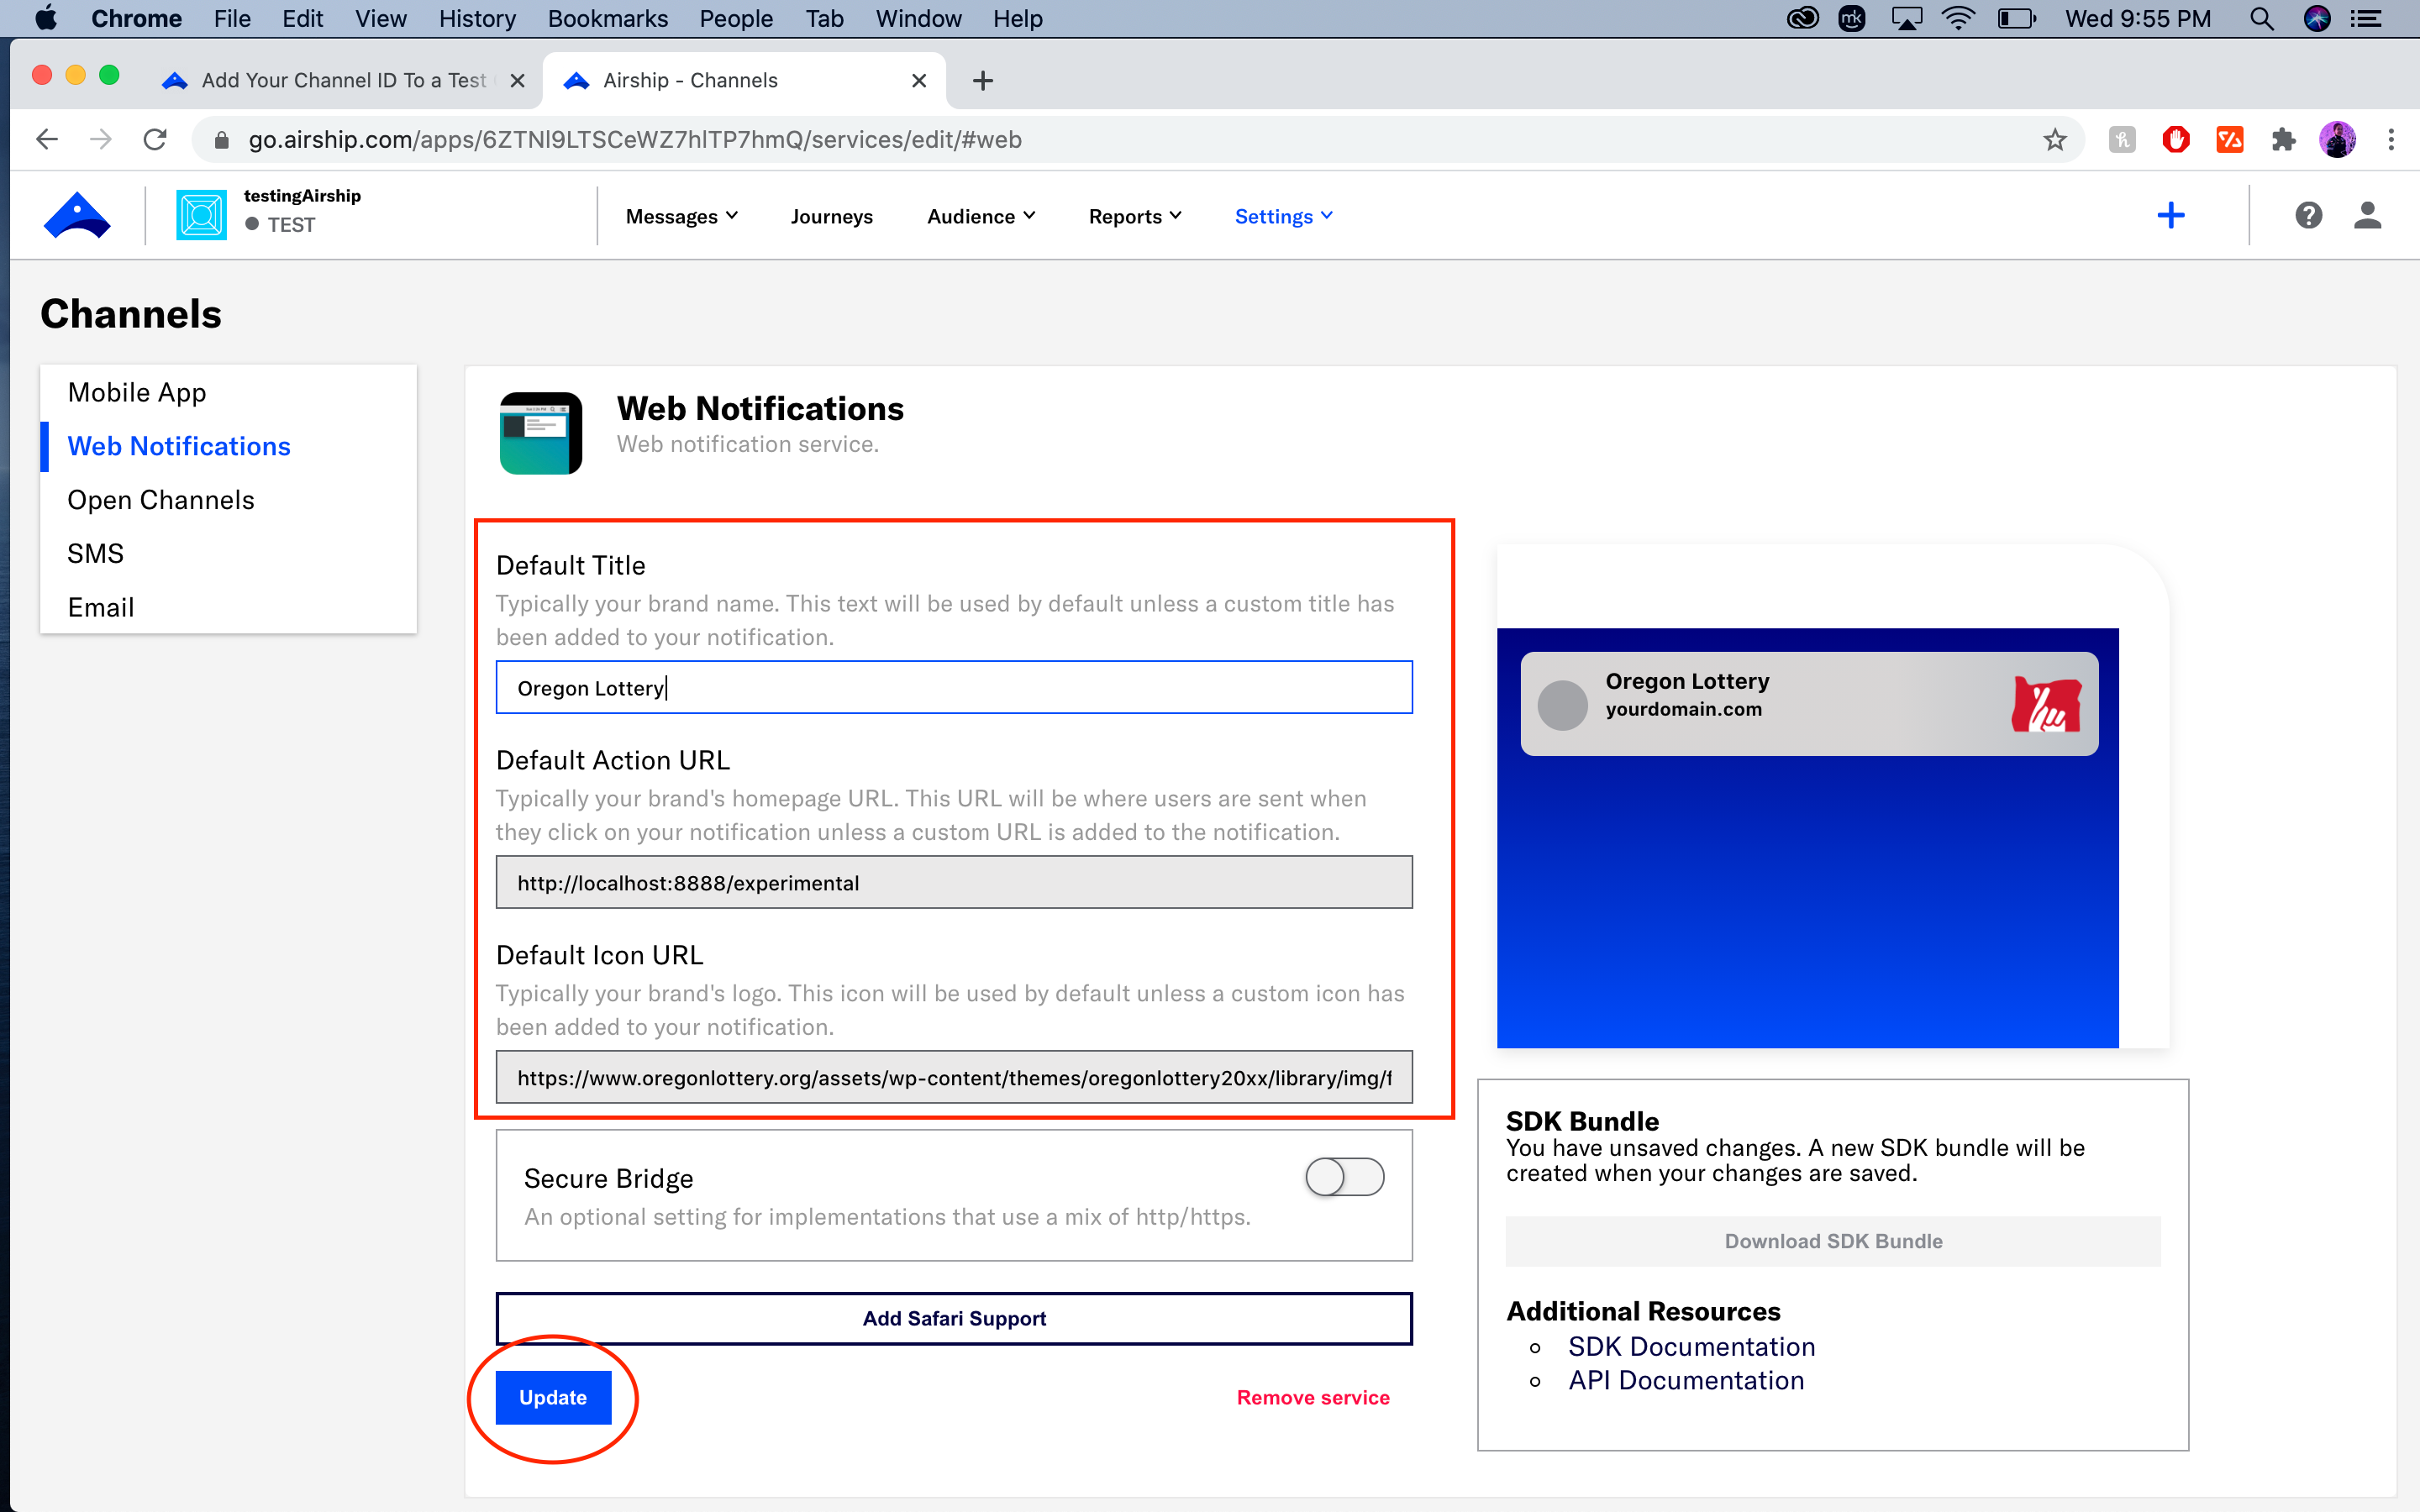 Chrome File Edit View History Bookmarks People Tab Window Help
mk Wed 9:55 PM
Add Your Channel ID To a Test
Airship - Channels
go.airship.com/apps/6ZTNl9LTSCeWZ7hlTP7hmQ/services/edit/#web
testingAirship
TEST
Messages Journeys Audience Reports Settings
Channels
Mobile App
Web Notifications
Open Channels
SMS
Email
Web Notifications
Web notification service.
Default Title
Typically your brand name. This text will be used by default unless a custom title has
been added to your notification.
Oregon Lottery
Default Action URL
Typically your brand's homepage URL. This URL will be where users are sent when
they click on your notification unless a custom URL is added to the notification.
http://localhost:8888/experimental
Default Icon URL
Typically your brand's logo. This icon will be used by default unless a custom icon has
been added to your notification.
https://www.oregonlottery.org/assets/wp-content/themes/oregonlottery20xx/library/img/f
Secure Bridge
An optional setting for implementations that use a mix of http/https.
Add Safari Support
Update
Remove service
Oregon Lottery
yourdomain.com
SDK Bundle
You have unsaved changes. A new SDK bundle will be
created when your changes are saved.
Download SDK Bundle
Additional Resources
SDK Documentation
API Documentation